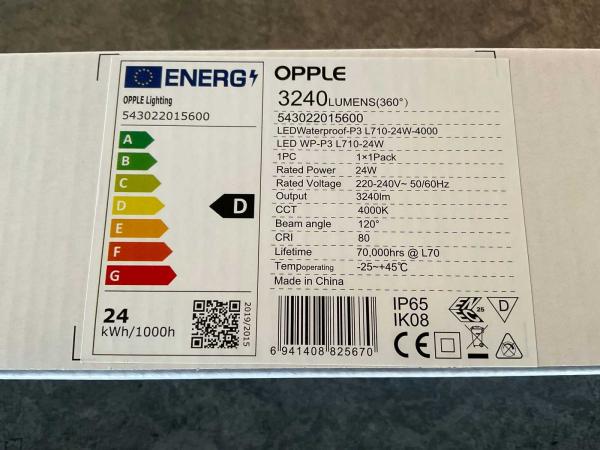 ENERG
OPPLE Lighting
543022015600
A
B
C
D
E
F
G
D
24
kWh/1000h
2019/2015
OPPLE
3240LUMENS(360°)
543022015600
LEDWaterproof-P3 L710-24W-4000
LED WP-P3 L710-24W
1PC 1×1Pack
Rated Power 24W
Rated Voltage 220-240V~ 50/60Hz
Output 3240lm
CCT 4000K
Beam angle 120°
CRI 80
Lifetime 70,000hrs @ L70
Tempoperating -25~+45℃
Made in China
6 941408 825670
IP65
IK08
25
D
CE